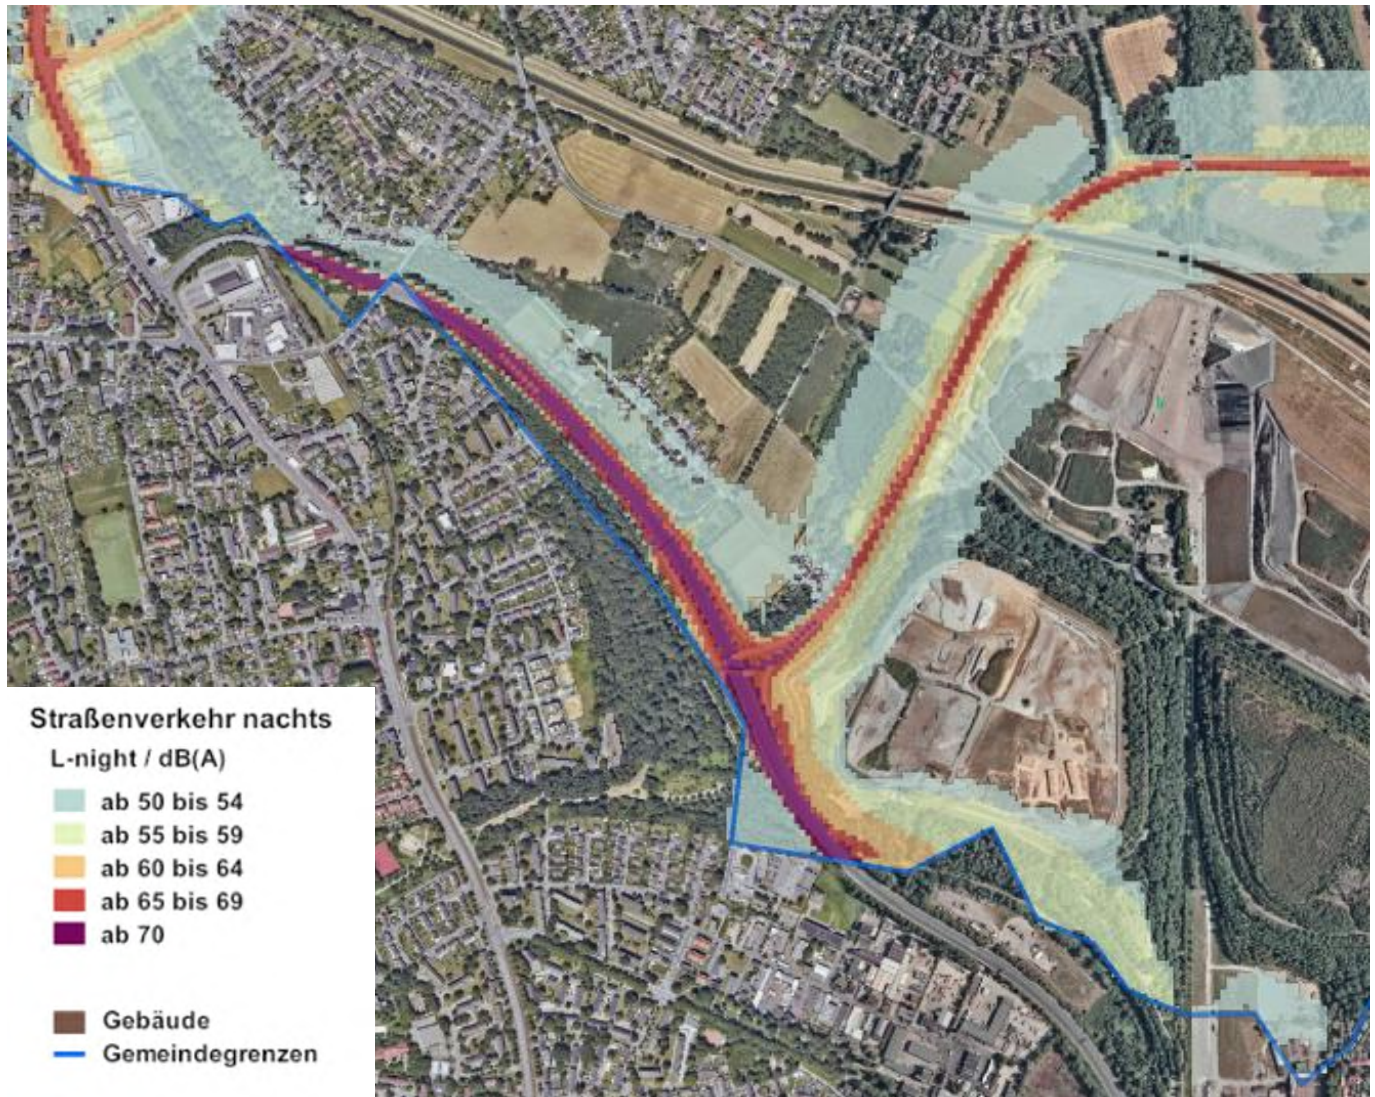 Straßenverkehr nachts
L-night / dB(A)
ab 50 bis 54
ab 55 bis 59
ab 60 bis 64
ab 65 bis 69
ab 70
Gebäude
Gemeindegrenzen